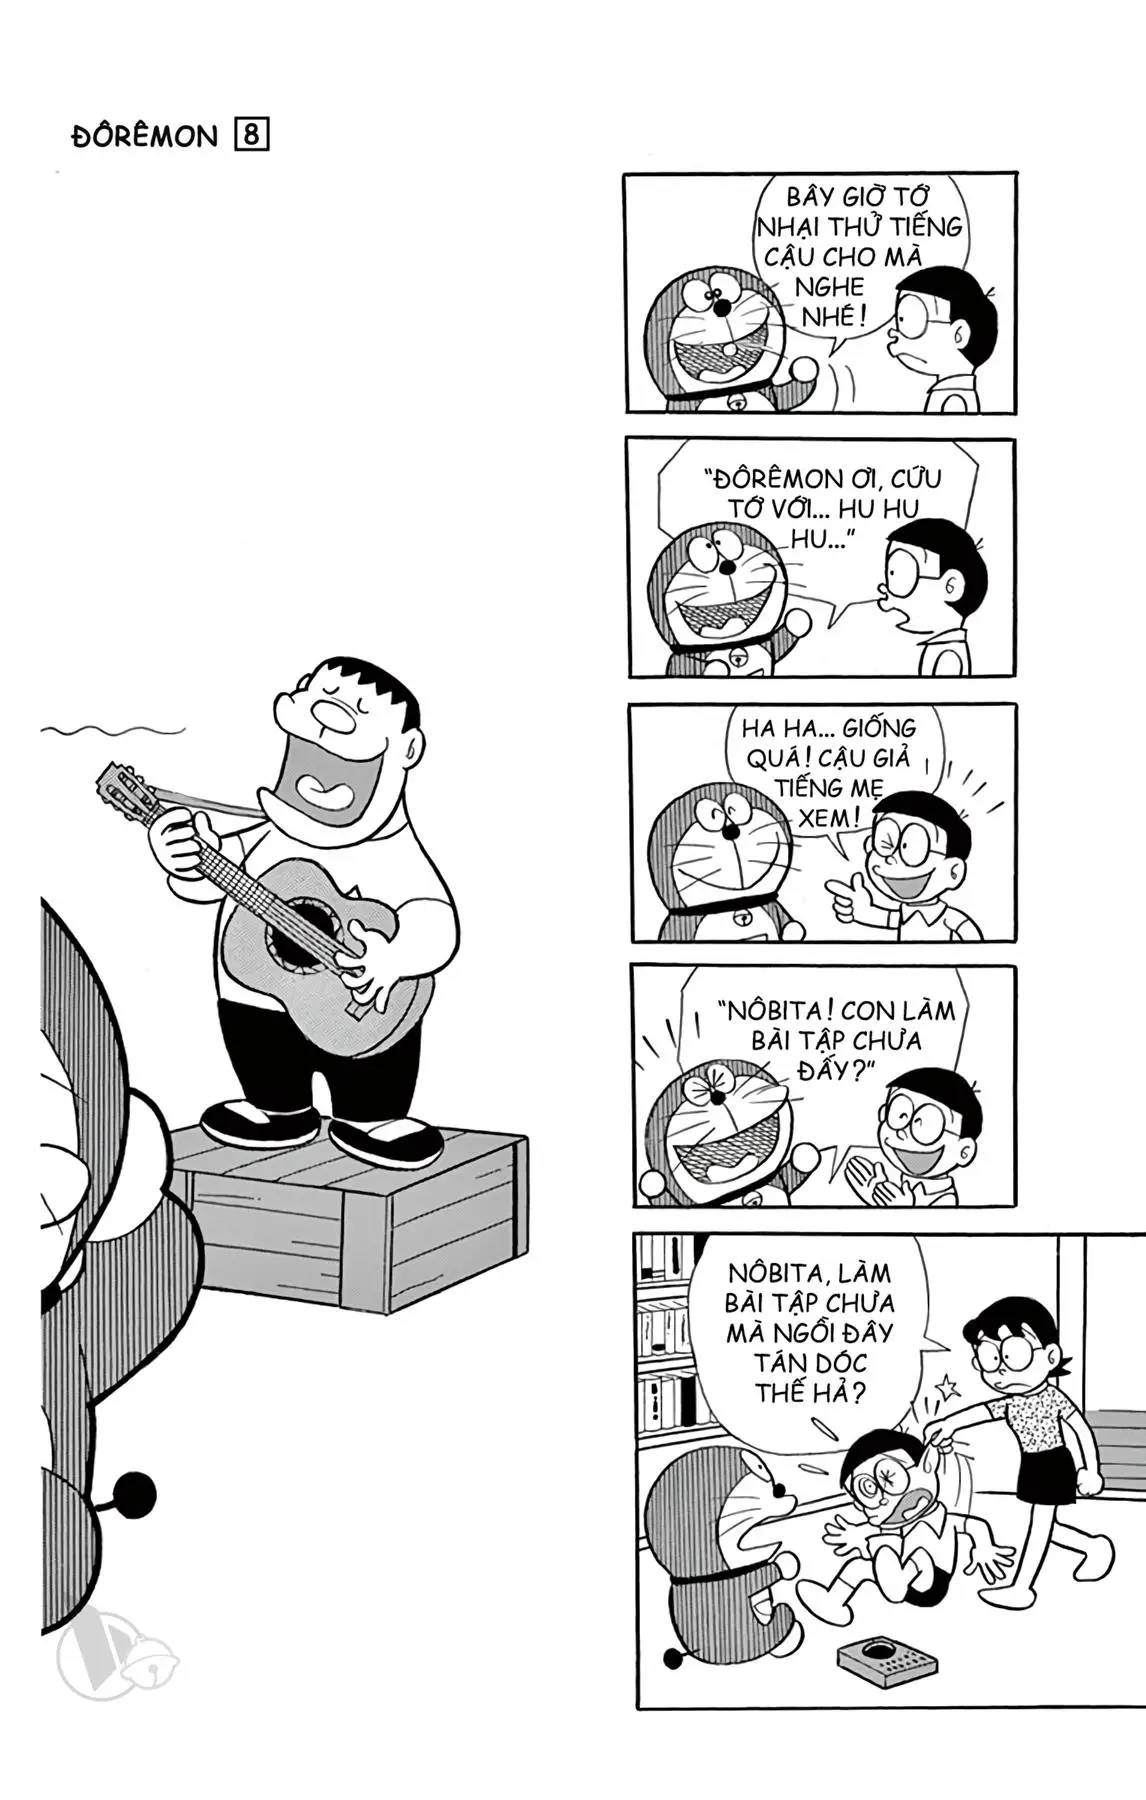 ĐÔRÊMON 8
BÂY GIỜ TỚ
NHẠI THỬ TIẾNG
CẬU CHO MÀ
NGHE
NHÉ!
"ĐÔRÊMON ƠI, CỨU
TỚ VỚI... HU HU
HU..."
HA HA... GIỐNG
QUÁ! CẬU GIẢ
TIẾNG MẸ
XEM!
"NÔBITA! CON LÀM
BÀI TẬP CHƯA
ĐẤY?"
NÔBITA, LÀM
BÀI TẬP CHƯA
MÀ NGỒI ĐÂY
TÁN DÓC
THẾ HẢ?